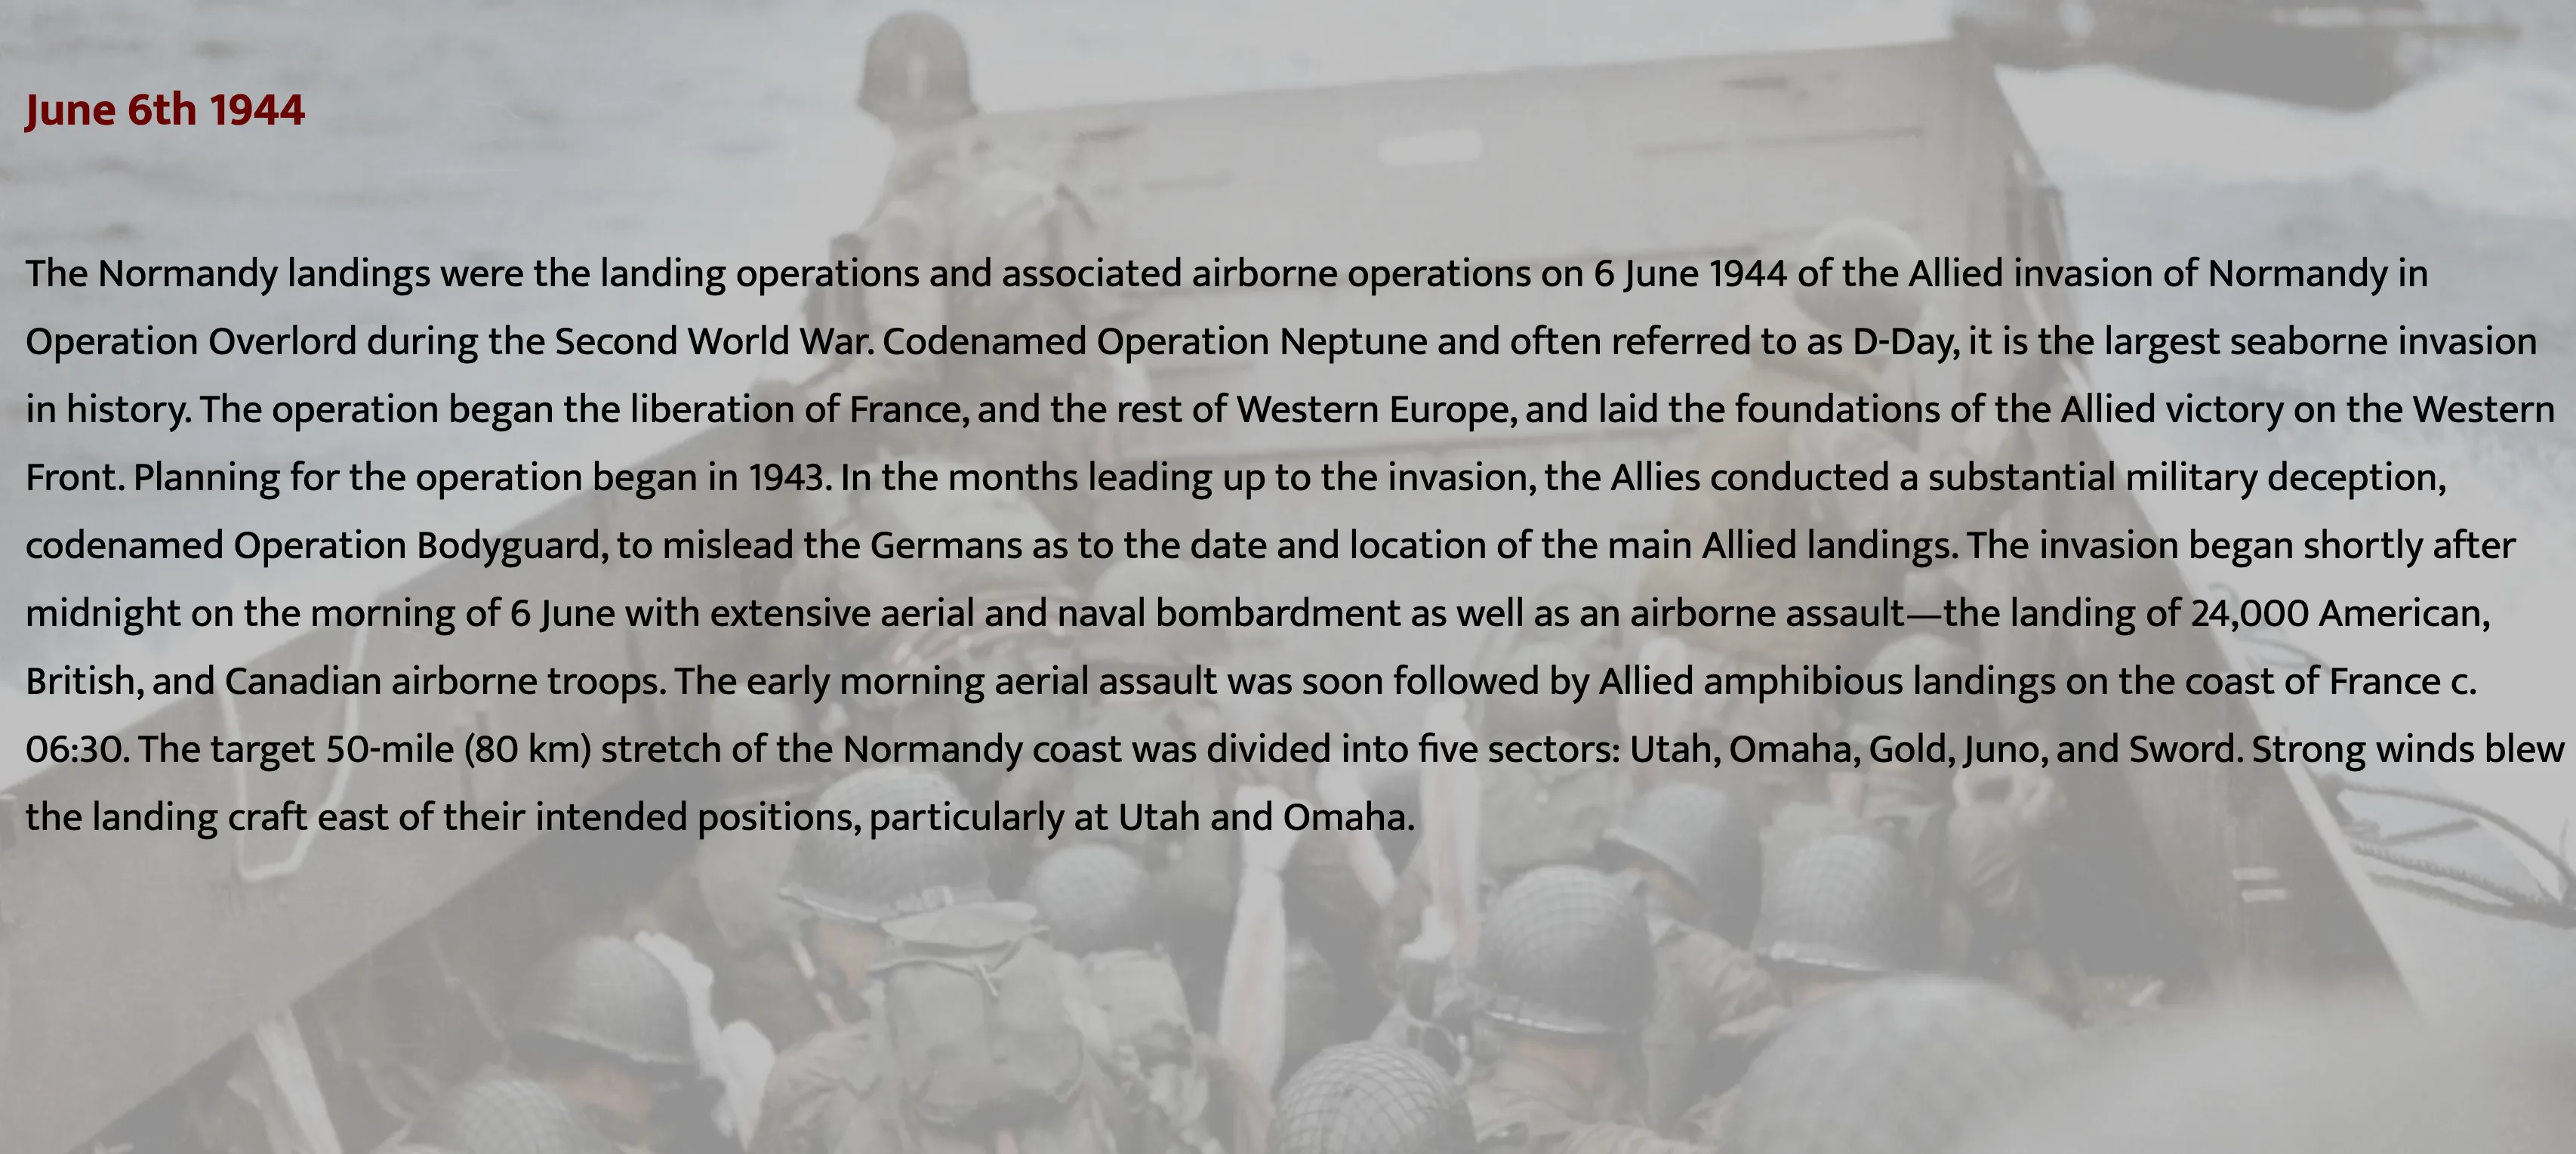 June 6th 1944
The Normandy landings were the landing operations and associated airborne operations on 6 June 1944 of the Allied invasion of Normandy in
Operation Overlord during the Second World War. Codenamed Operation Neptune and often referred to as D-Day, it is the largest seaborne invasion
in history. The operation began the liberation of France, and the rest of Western Europe, and laid the foundations of the Allied victory on the Western
Front. Planning for the operation began in 1943. In the months leading up to the invasion, the Allies conducted a substantial military deception,
codenamed Operation Bodyguard, to mislead the Germans as to the date and location of the main Allied landings. The invasion began shortly after
midnight on the morning of 6 June with extensive aerial and naval bombardment as well as an airborne assault—the landing of 24,000 American,
British, and Canadian airborne troops. The early morning aerial assault was soon followed by Allied amphibious landings on the coast of France c.
06:30. The target 50-mile (80 km) stretch of the Normandy coast was divided into five sectors: Utah, Omaha, Gold, Juno, and Sword. Strong winds blew
the landing craft east of their intended positions, particularly at Utah and Omaha.